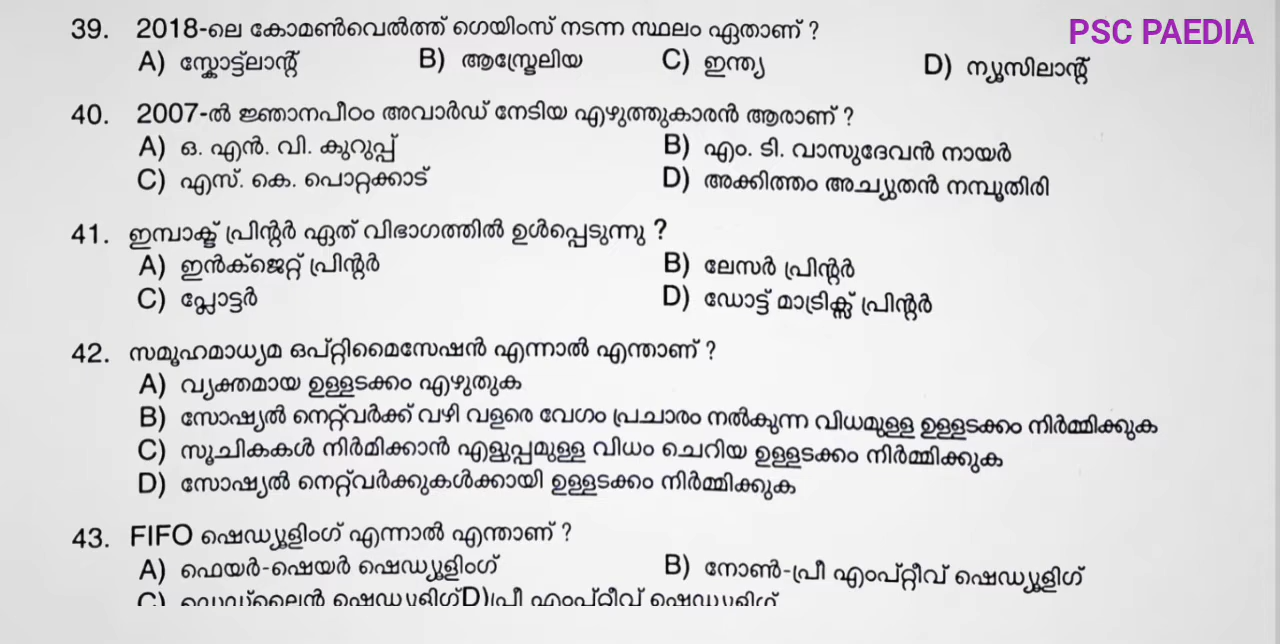 PSC PAEDIA
39. 2018-ലെ കോമൺവെൽത്ത് ഗെയിംസ് നടന്ന സ്ഥലം ഏതാണ് ?
A) സ്കോട്ട്ലാന്റ് B) ആസ്ത്രേലിയ C) ഇന്ത്യ D) ന്യൂസിലാന്റ്
40. 2007-ൽ ജ്ഞാനപീഠം അവാർഡ് നേടിയ എഴുത്തുകാരൻ ആരാണ് ?
A) ഒ. എൻ. വി. കുറുപ്പ് B) എം. ടി. വാസുദേവൻ നായർ
C) എസ്. കെ. പൊറ്റക്കാട് D) അക്കിത്തം അച്യുതൻ നമ്പൂതിരി
41. ഇമ്പാക്ട് പ്രിന്റർ ഏത് വിഭാഗത്തിൽ ഉൾപ്പെടുന്നു ?
A) ഇൻക്ജെറ്റ് പ്രിന്റർ B) ലേസർ പ്രിന്റർ
C) പ്ലോട്ടർ D) ഡോട്ട് മാട്രിക്സ് പ്രിന്റർ
42. സമൂഹമാധ്യമ ഒപ്റ്റിമൈസേഷൻ എന്നാൽ എന്താണ് ?
A) വ്യക്തമായ ഉള്ളടക്കം എഴുതുക
B) സോഷ്യൽ നെറ്റ്‌വർക്ക് വഴി വളരെ വേഗം പ്രചാരം നൽകുന്ന വിധമുള്ള ഉള്ളടക്കം നിർമ്മിക്കുക
C) സൂചികകൾ നിർമിക്കാൻ എളുപ്പമുള്ള വിധം ചെറിയ ഉള്ളടക്കം നിർമ്മിക്കുക
D) സോഷ്യൽ നെറ്റ്‌വർക്കുകൾക്കായി ഉള്ളടക്കം നിർമ്മിക്കുക
43. FIFO ഷെഡ്യൂളിംഗ് എന്നാൽ എന്താണ് ?
A) ഫെയർ-ഷെയർ ഷെഡ്യൂളിംഗ് B) നോൺ-പ്രീ എംപ്റ്റീവ് ഷെഡ്യൂളിഗ്
C) ഡെഡ്ലൈൻ ഷെഡ്യുളിഗ് D) പ്രീ എംപ്റ്റീവ് ഷെഡ്യുളിഗ്